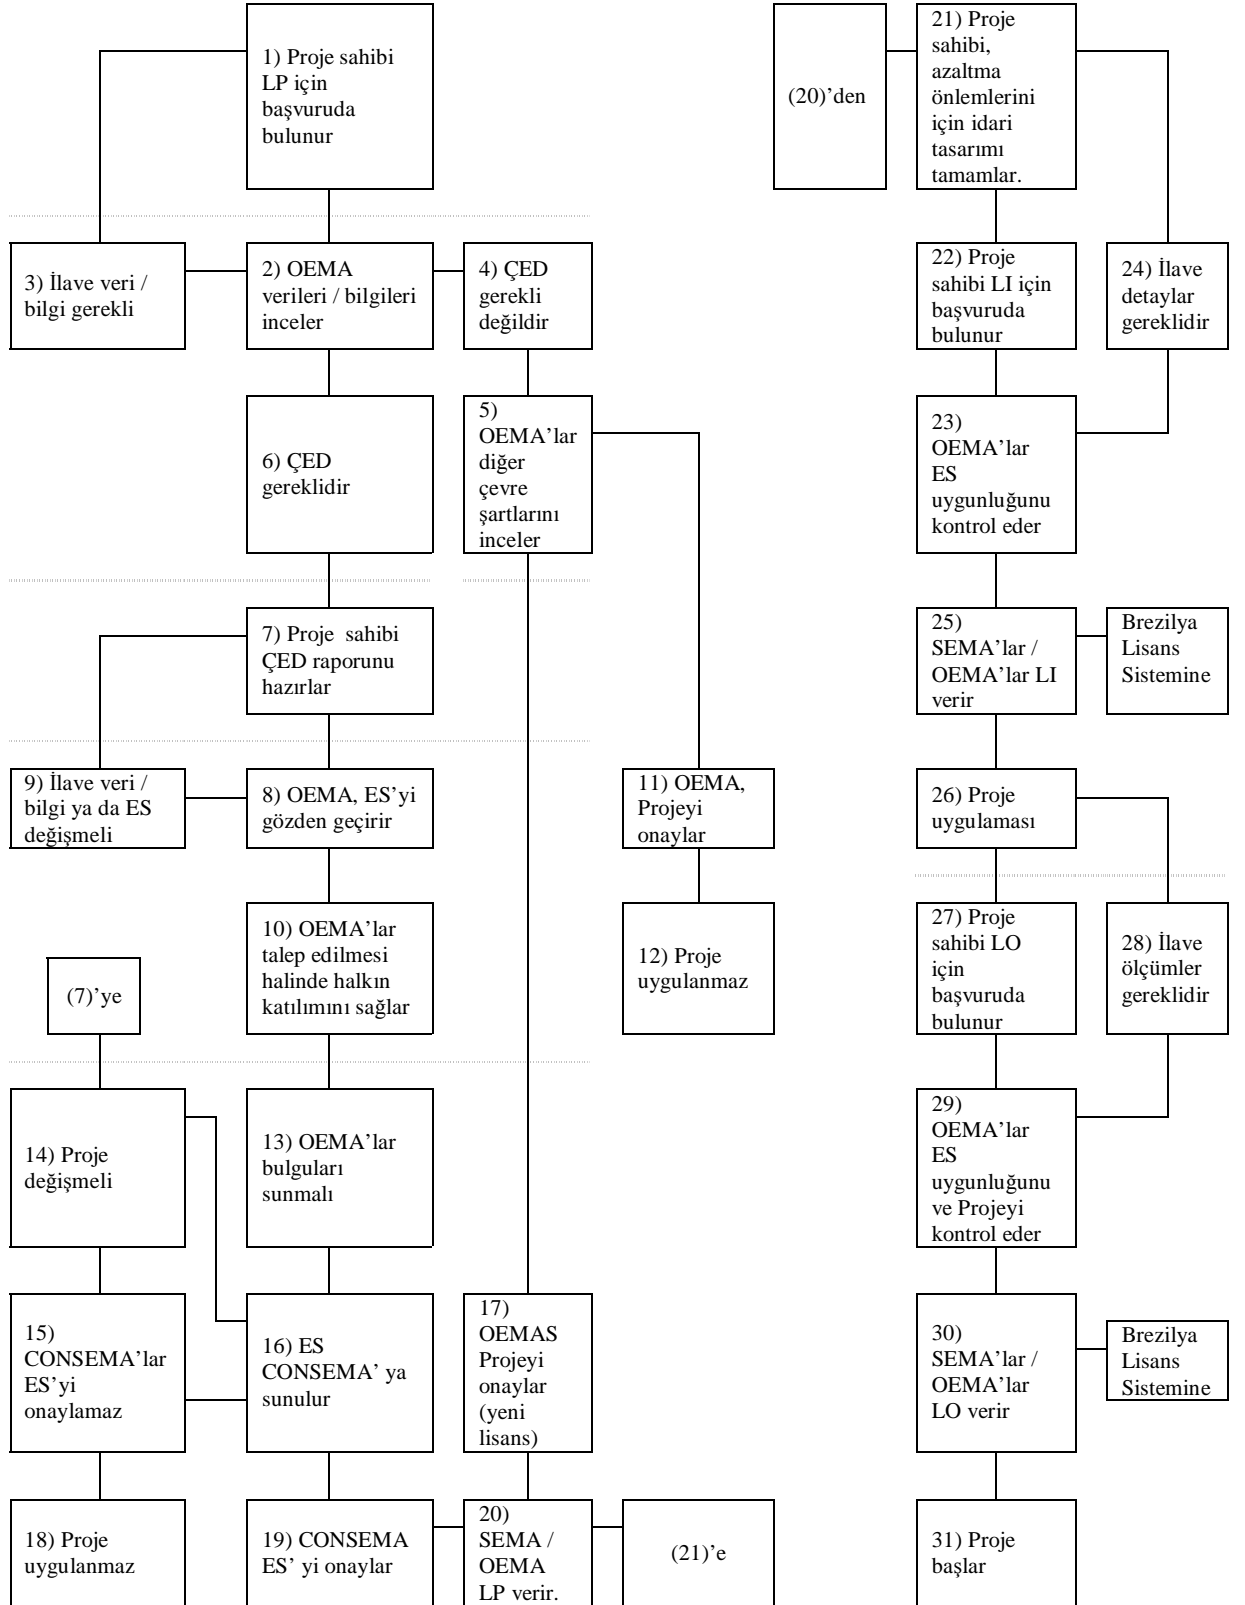 1) Proje sahibi
LP için
başvuruda
bulunur
3) İlave veri /
bilgi gerekli
2) OEMA
verileri / bilgileri
inceler
4) ÇED
gerekli
değildir
6) ÇED
gereklidir
5)
OEMA’lar
diğer
çevre
şartlarını
inceler
7) Proje sahibi
ÇED raporunu
hazırlar
9) İlave veri /
bilgi ya da ES
değişmeli
8) OEMA, ES’yi
gözden geçirir
11) OEMA,
Projeyi
onaylar
(7)’ye
10) OEMA’lar
talep edilmesi
halinde halkın
katılımını sağlar
12) Proje
uygulanmaz
14) Proje
değişmeli
13) OEMA’lar
bulguları
sunmalı
15)
CONSEMA’lar
ES’yi
onaylamaz
16) ES
CONSEMA’ ya
sunulur
17)
OEMAS
Projeyi
onaylar
(yeni
lisans)
18) Proje
uygulanmaz
19) CONSEMA
ES’ yi onaylar
20)
SEMA /
OEMA
LP verir.
(21)’e
(20)’den
21) Proje
sahibi,
azaltma
önlemlerini
için idari
tasarımı
tamamlar.
22) Proje
sahibi LI için
başvuruda
bulunur
24) İlave
detaylar
gereklidir
23)
OEMA’lar
ES
uygunluğunu
kontrol eder
25)
SEMA’lar /
OEMA’lar LI
verir
Brezilya
Lisans
Sistemine
26) Proje
uygulaması
27) Proje
sahibi LO
için
başvuruda
bulunur
28) İlave
ölçümler
gereklidir
29)
OEMA’lar
ES
uygunluğunu
ve Projeyi
kontrol eder
30)
SEMA’lar /
OEMA’lar
LO verir
Brezilya
Lisans
Sistemine
31) Proje
başlar